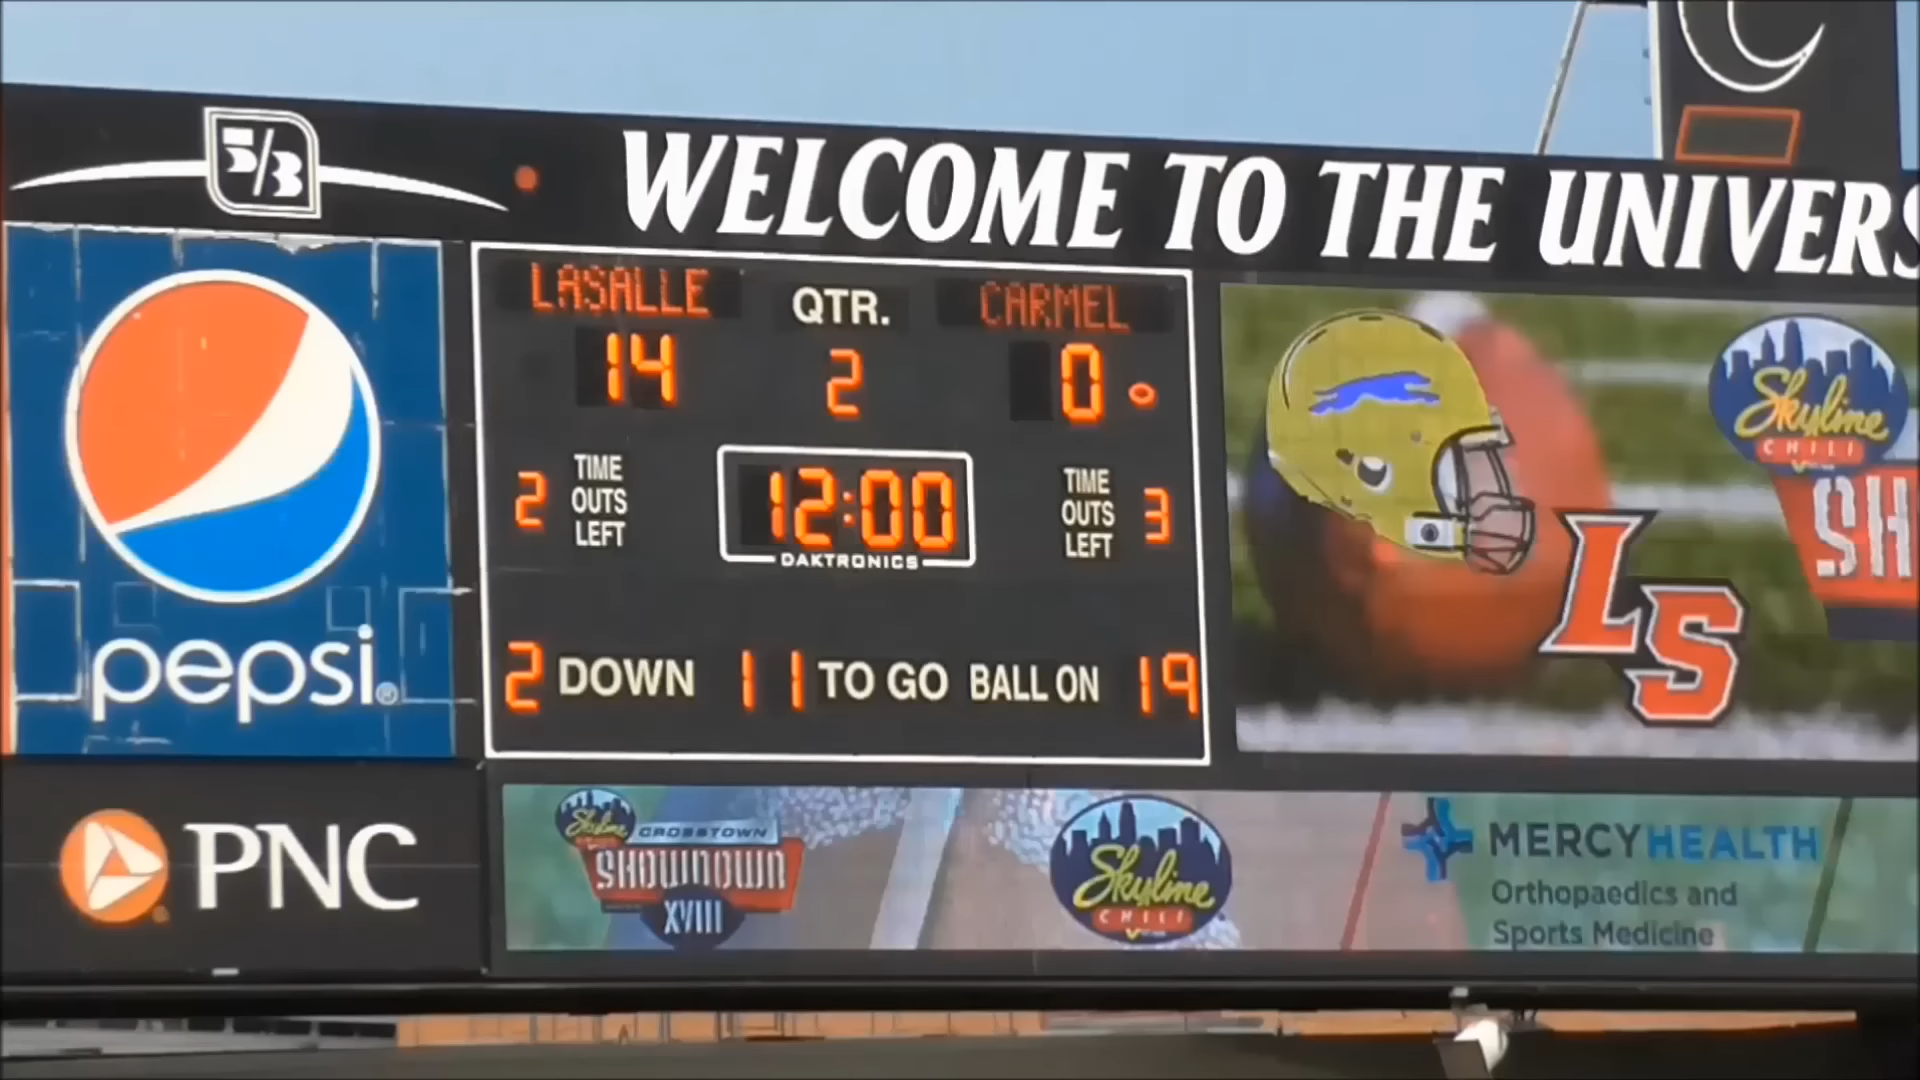 5/3
WELCOME TO THE UNIVERS
LASALLE QTR. CARMEL
14 2 0
2 TIME OUTS LEFT 12:00 TIME OUTS LEFT 3
DAKTRONICS
2 DOWN 11 TO GO BALL ON 19
pepsi®
Skyline
CHILI
SH
LS
PNC
Skyline
CHILI
CROSSTOWN
SHOWDOWN
XVIII
Skyline
CHILI
MERCYHEALTH
Orthopaedics and
Sports Medicine